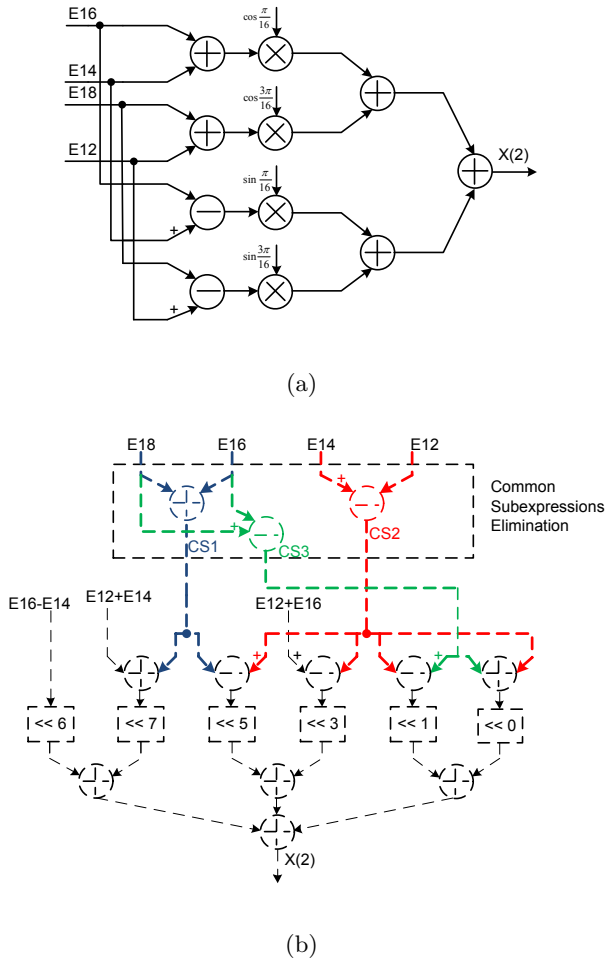 E16
cos π/16
E14
E18
cos 3π/16
E12
X(2)
sin π/16
+
sin 3π/16
+
(a)
E18 E16 E14 E12
+
+
Common
Subexpressions
Elimination
CS1 CS3 CS2
E16-E14 E12+E14 E12+E16
+ + +
<< 6 << 7 << 5 << 3 << 1 << 0
X(2)
(b)